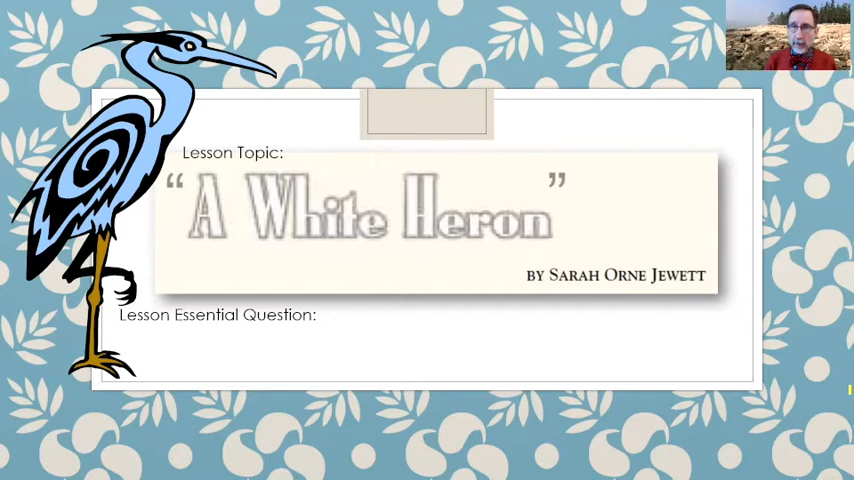 Lesson Topic:
“A White Heron”
BY SARAH ORNE JEWETT
Lesson Essential Question: